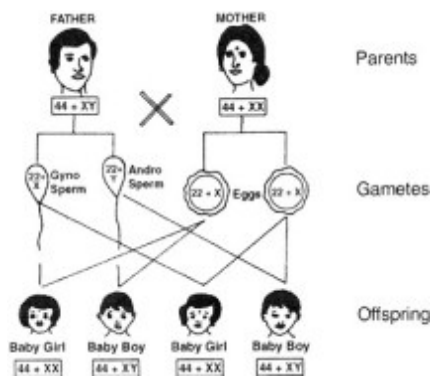 FATHER
MOTHER
Parents
44 + XY
44 + XX
22+
X
Gyno
Sperm
22+
Y
Andro
Sperm
22 + X
Eggs
22 + X
Gametes
Offspring
Baby Girl
Baby Boy
Baby Girl
Baby Boy
44 + XX
44 + XY
44 + XX
44 + XY